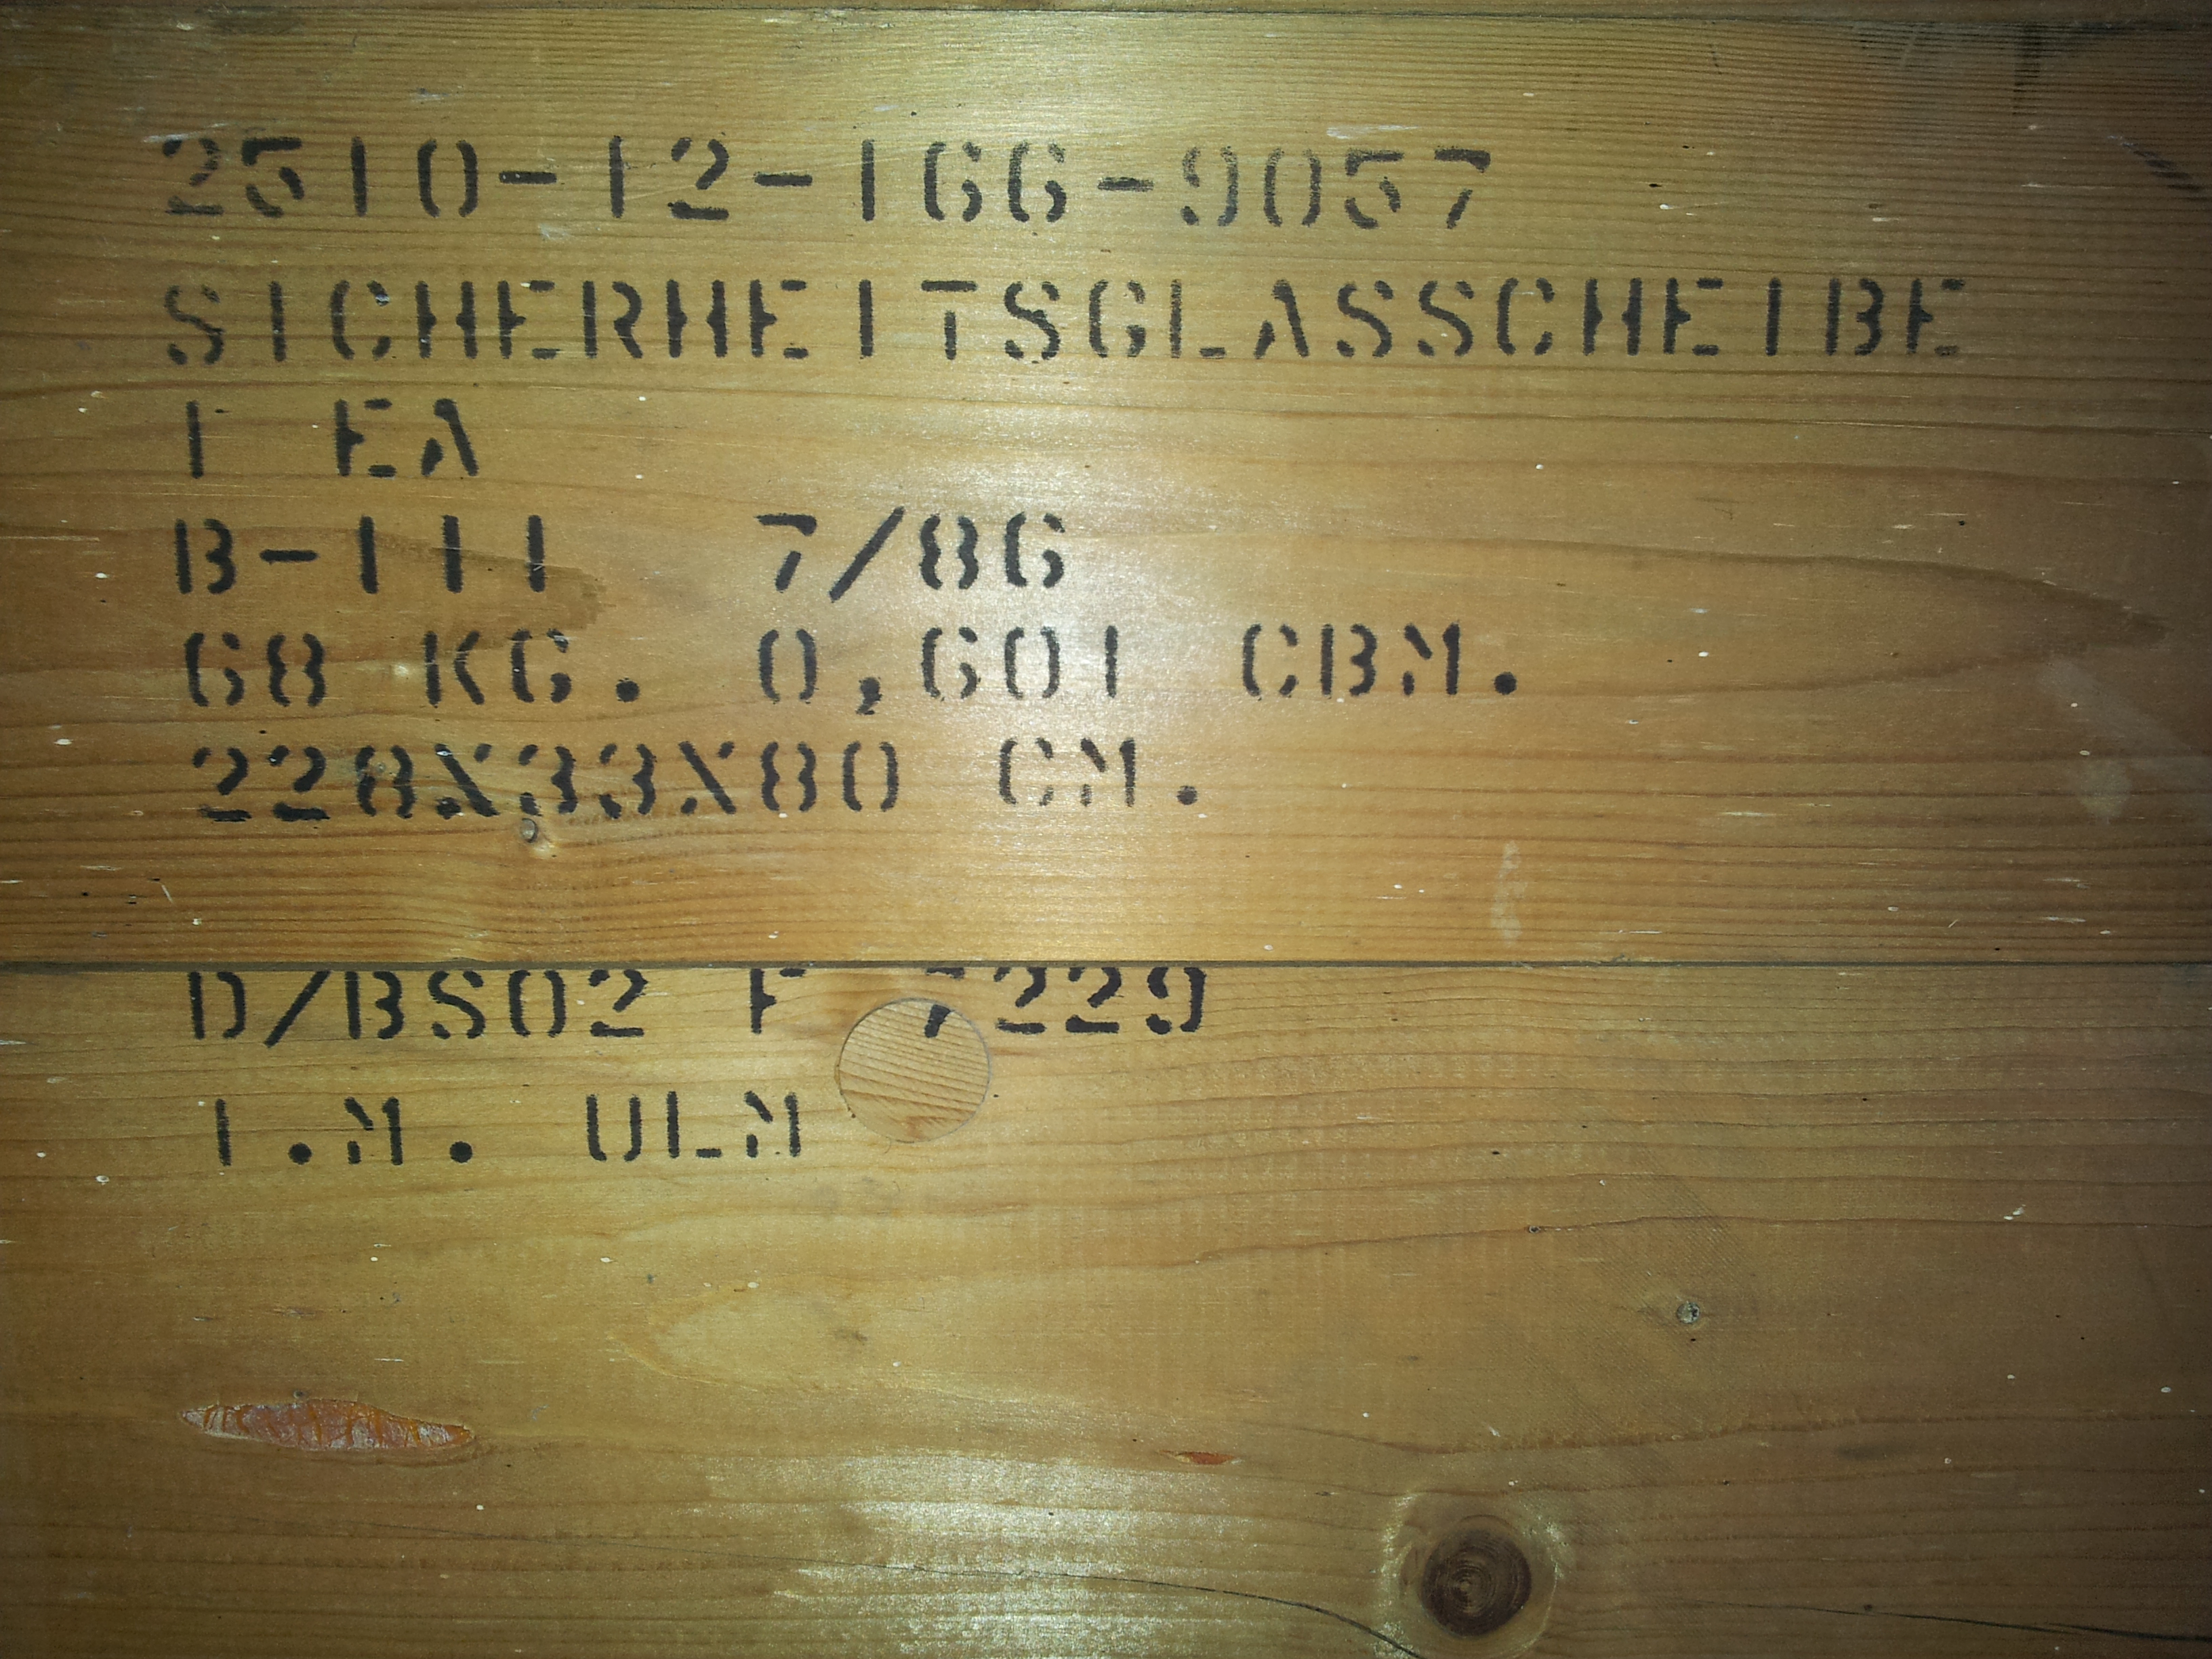 2510-12-166-9057
SICHERHEITSGLASSCHEIBE
1 EA
B-111 7/86
68 KG. 0,601 CBM.
228X33X80 CM.
D/BS02 F 7229
I.M. ULM